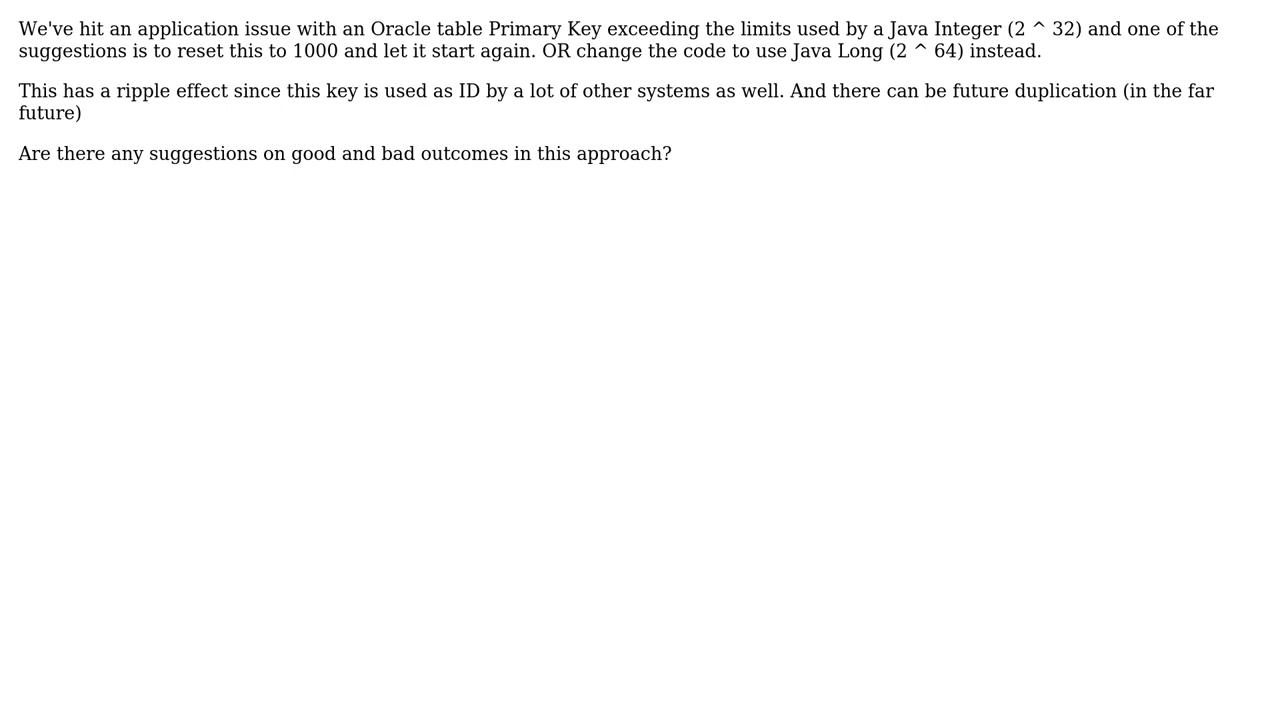 We've hit an application issue with an Oracle table Primary Key exceeding the limits used by a Java Integer (2 ^ 32) and one of the
suggestions is to reset this to 1000 and let it start again. OR change the code to use Java Long (2 ^ 64) instead.
This has a ripple effect since this key is used as ID by a lot of other systems as well. And there can be future duplication (in the far
future)
Are there any suggestions on good and bad outcomes in this approach?